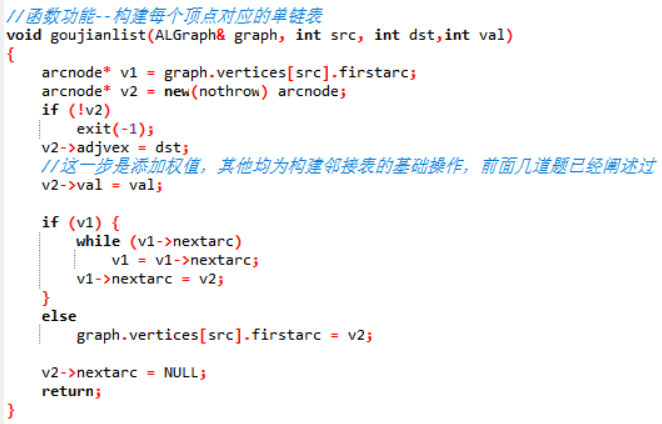 //函数功能--构建每个顶点对应的单链表
void goujianlist(ALGraph& graph, int src, int dst,int val)
{
    arcnode* v1 = graph.vertices[src].firstarc;
    arcnode* v2 = new(nothrow) arcnode;
    if (!v2)
        exit(-1);
    v2->adjvex = dst;
    //这一步是添加权值，其他均为构建邻接表的基础操作，前面几道题已经阐述过
    v2->val = val;

    if (v1) {
        while (v1->nextarc)
            v1 = v1->nextarc;
        v1->nextarc = v2;
    }
    else
        graph.vertices[src].firstarc = v2;

    v2->nextarc = NULL;
    return;
}